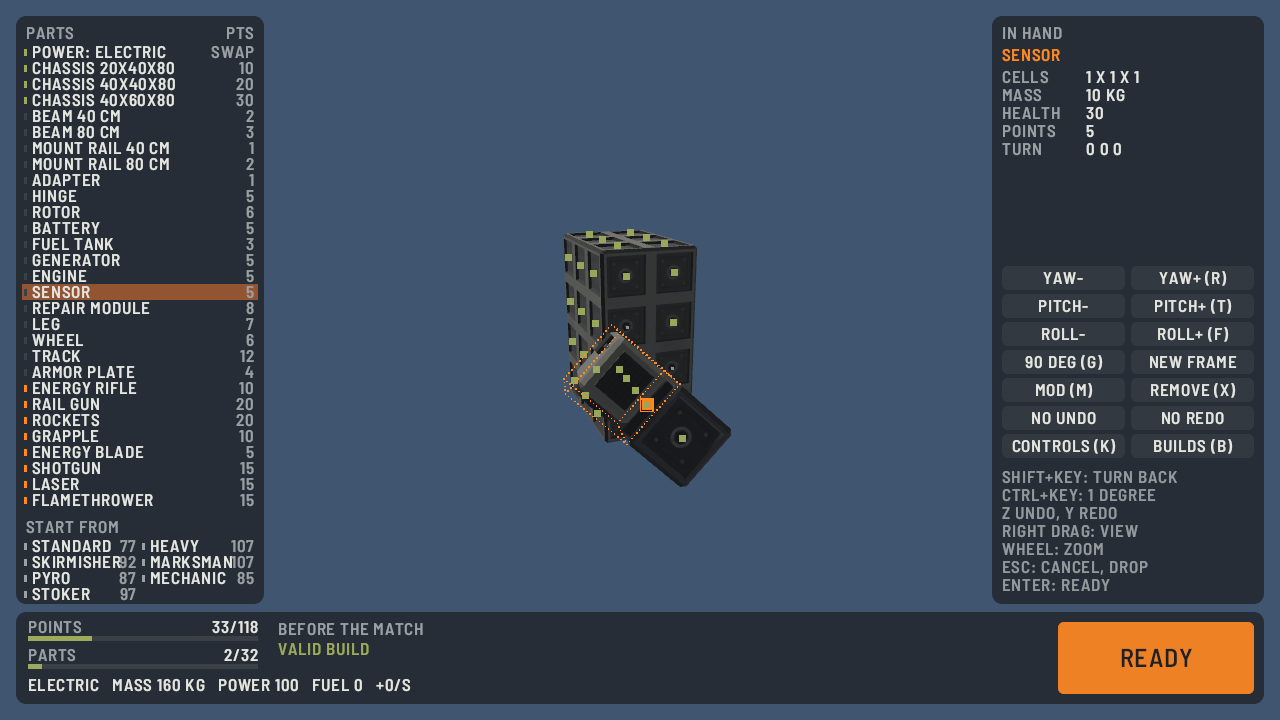 PARTS PTS
POWER: ELECTRIC SWAP
CHASSIS 20X40X80 10
CHASSIS 40X40X80 20
CHASSIS 40X60X80 30
BEAM 40 CM 2
BEAM 80 CM 3
MOUNT RAIL 40 CM 1
MOUNT RAIL 80 CM 2
ADAPTER 1
HINGE 5
ROTOR 6
BATTERY 5
FUEL TANK 3
GENERATOR 5
ENGINE 5
SENSOR 5
REPAIR MODULE 8
LEG 7
WHEEL 6
TRACK 12
ARMOR PLATE 4
ENERGY RIFLE 10
RAIL GUN 20
ROCKETS 20
GRAPPLE 10
ENERGY BLADE 5
SHOTGUN 15
LASER 15
FLAMETHROWER 15
START FROM
STANDARD 77 HEAVY 107
SKIRMISHER 92 MARKSMAN 107
PYRO 87 MECHANIC 85
STOKER 97
IN HAND
SENSOR
CELLS 1 X 1 X 1
MASS 10 KG
HEALTH 30
POINTS 5
TURN 0 0 0
YAW- YAW+ (R)
PITCH- PITCH+ (T)
ROLL- ROLL+ (F)
90 DEG (G) NEW FRAME
MOD (M) REMOVE (X)
NO UNDO NO REDO
CONTROLS (K) BUILDS (B)
SHIFT+KEY: TURN BACK
CTRL+KEY: 1 DEGREE
Z UNDO, Y REDO
RIGHT DRAG: VIEW
WHEEL: ZOOM
ESC: CANCEL, DROP
ENTER: READY
POINTS 33/118
PARTS 2/32
ELECTRIC MASS 160 KG POWER 100 FUEL 0 +0/S
BEFORE THE MATCH
VALID BUILD
READY